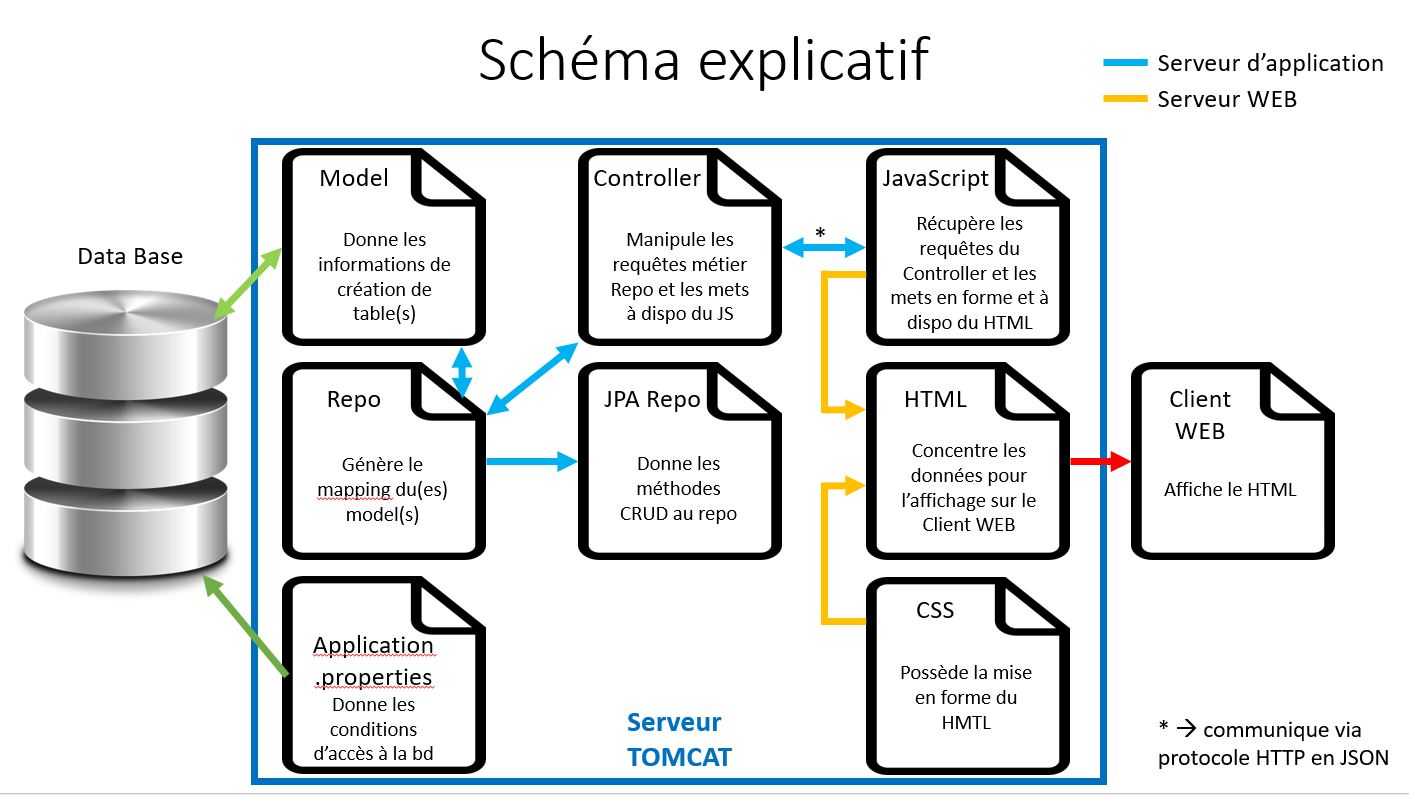 Schéma explicatif
Serveur d'application
Serveur WEB
Data Base
Model
Donne les
informations de
création de
table(s)
Controller
Manipule les
requêtes métier
Repo et les mets
à dispo du JS
*
JavaScript
Récupère les
requêtes du
Controller et les
mets en forme et à
dispo du HTML
Repo
Génère le
mapping du(es)
model(s)
JPA Repo
Donne les
méthodes
CRUD au repo
HTML
Concentre les
données pour
l'affichage sur le
Client WEB
Client
WEB
Affiche le HTML
Application
.properties
Donne les
conditions
d'accès à la bd
Serveur
TOMCAT
CSS
Possède la mise
en forme du
HMTL
* → communique via
protocole HTTP en JSON